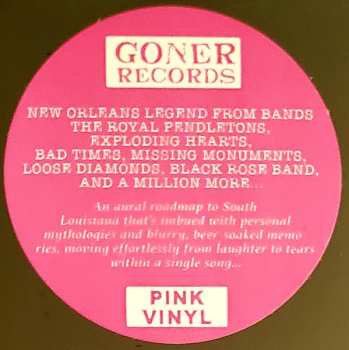 GONER
RECORDS
NEW ORLEANS LEGEND FROM BANDS
THE ROYAL PENDLETONS,
EXPLODING HEARTS,
BAD TIMES, MISSING MONUMENTS,
LOOSE DIAMONDS, BLACK ROSE BAND,
AND A MILLION MORE...
An aural roadmap to South
Louisiana that's imbued with personal
mythologies and blurry, beer soaked memo
ries, moving effortlessly from laughter to tears
within a single song...
PINK
VINYL